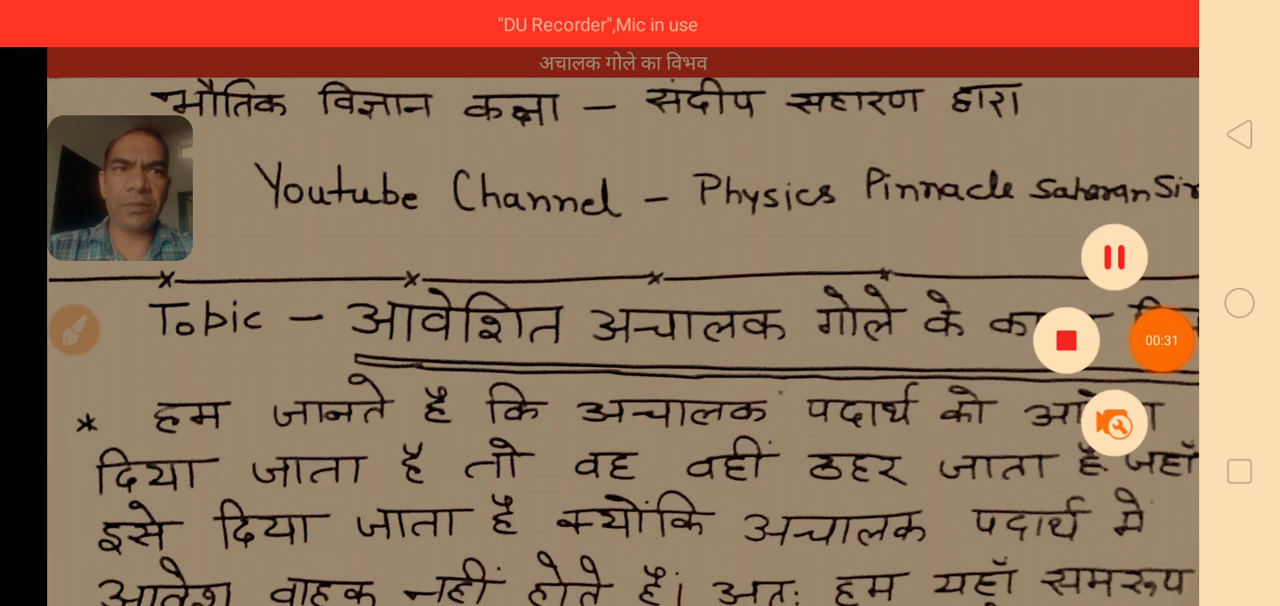 "DU Recorder",Mic in use
अचालक गोले का विभव
भौतिक विज्ञान कक्षा – संदीप सहारण द्वारा
Youtube Channel – Physics Pinnacle Saharan Sir
Topic – आवेशित अचालक गोले के
00:31
* हम जानते है कि अचालक पदार्थ को
दिया जाता है तो वह वहीं ठहर जाता है जहाँ
इसे दिया जाता है क्योंकि अचालक पदार्थ मे
आवेश वाहक नहीं होते हैं। अतः हम यहाँ समरूप